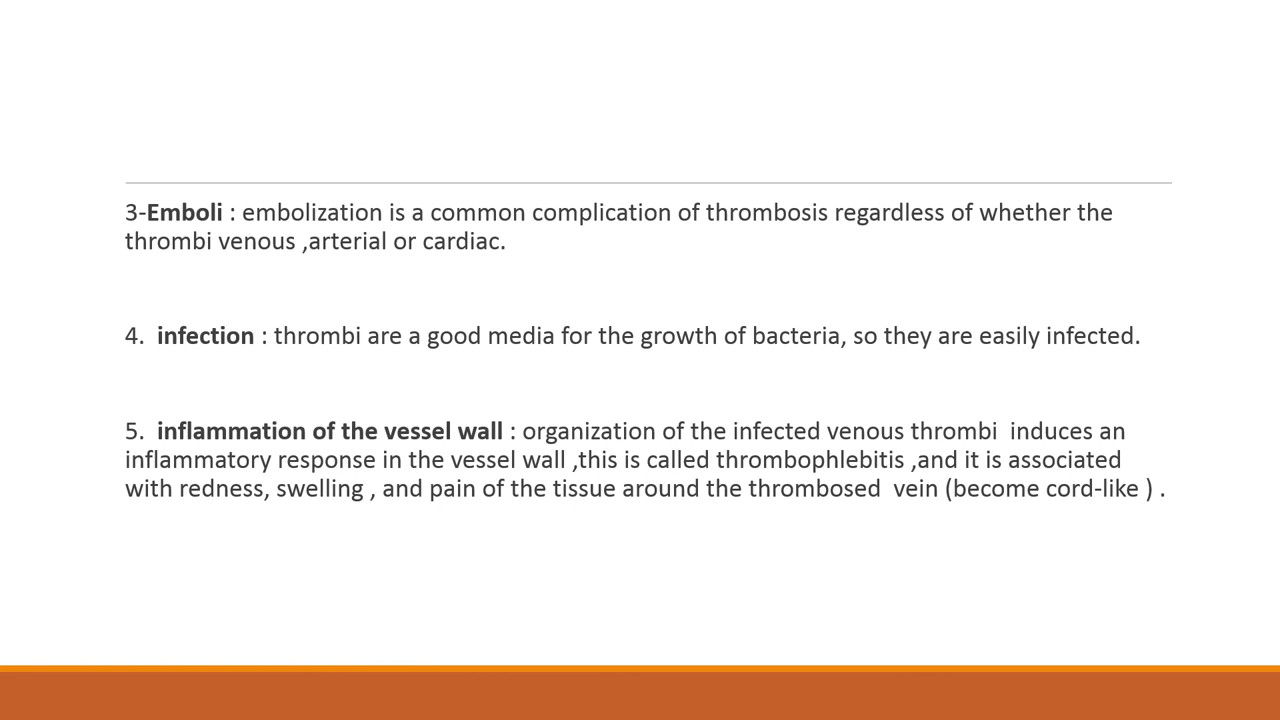 3-Emboli : embolization is a common complication of thrombosis regardless of whether the
thrombi venous ,arterial or cardiac.
4.  infection : thrombi are a good media for the growth of bacteria, so they are easily infected.
5.  inflammation of the vessel wall : organization of the infected venous thrombi  induces an
inflammatory response in the vessel wall ,this is called thrombophlebitis ,and it is associated
with redness, swelling , and pain of the tissue around the thrombosed  vein (become cord-like ) .